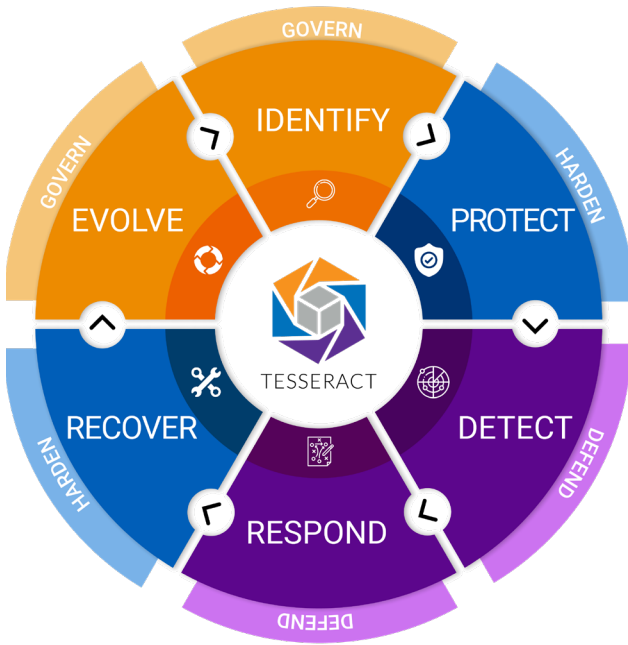 GOVERN
IDENTIFY
HARDEN
PROTECT
DEFEND
DETECT
DEFEND
RESPOND
HARDEN
RECOVER
GOVERN
EVOLVE
TESSERACT